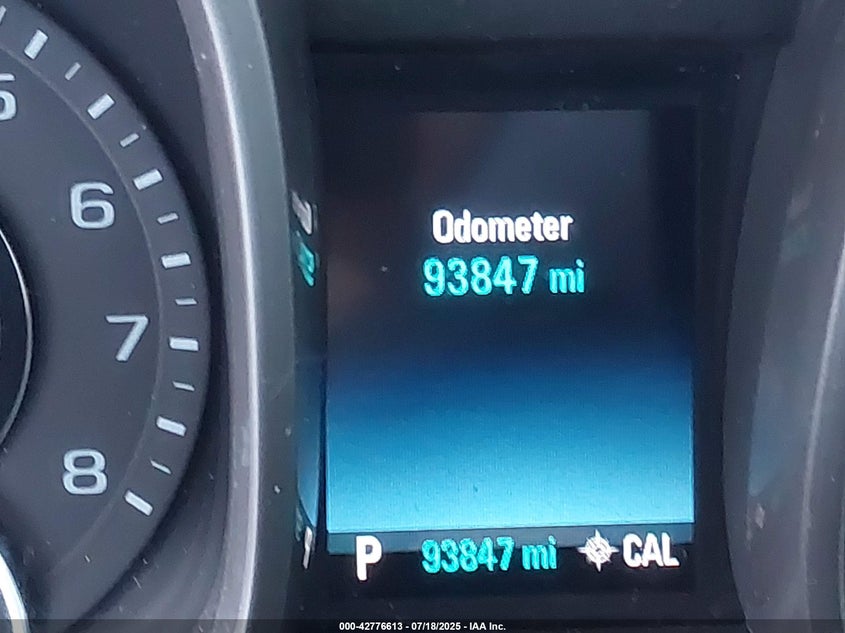 5
6
7
8
Odometer
93847 mi
P 93847 mi CAL
000-42776613 - 07/18/2025 - IAA Inc.